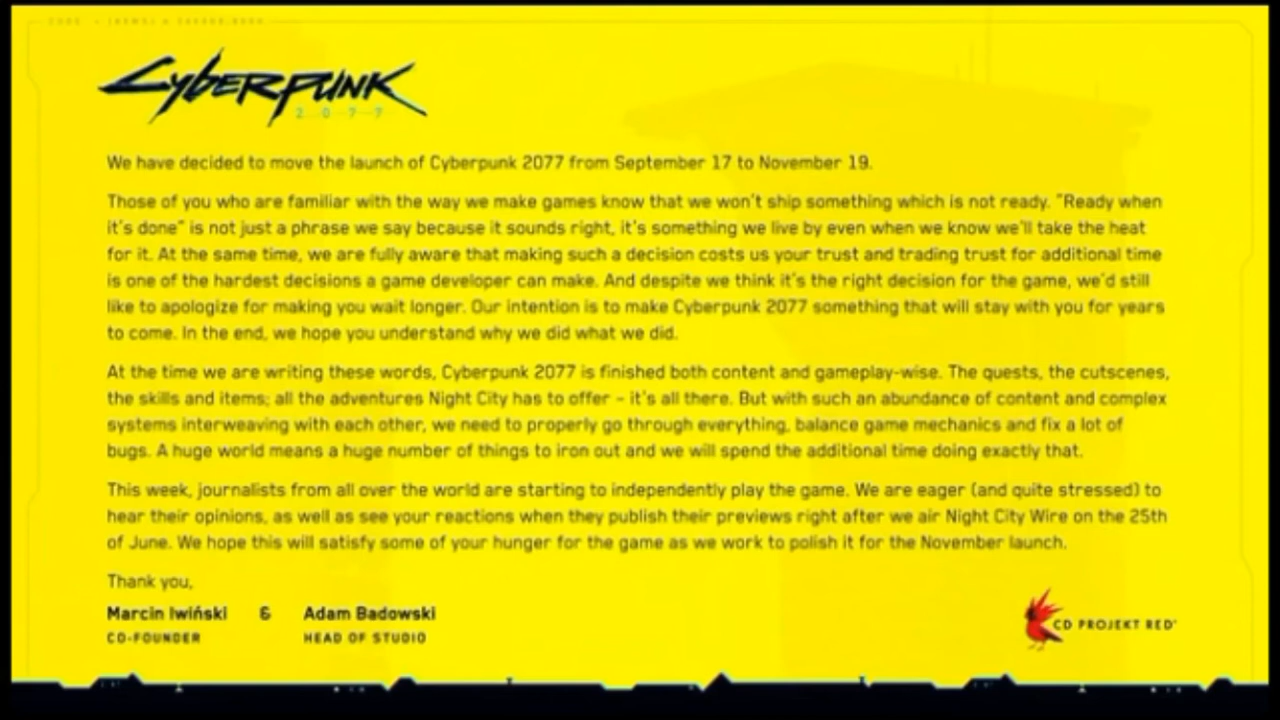 Cyberpunk
2077
We have decided to move the launch of Cyberpunk 2077 from September 17 to November 19.
Those of you who are familiar with the way we make games know that we won't ship something which is not ready. "Ready when
it's done" is not just a phrase we say because it sounds right, it's something we live by even when we know we'll take the heat
for it. At the same time, we are fully aware that making such a decision costs us your trust and trading trust for additional time
is one of the hardest decisions a game developer can make. And despite we think it's the right decision for the game, we'd still
like to apologize for making you wait longer. Our intention is to make Cyberpunk 2077 something that will stay with you for years
to come. In the end, we hope you understand why we did what we did.
At the time we are writing these words, Cyberpunk 2077 is finished both content and gameplay-wise. The quests, the cutscenes,
the skills and items; all the adventures Night City has to offer – it's all there. But with such an abundance of content and complex
systems interweaving with each other, we need to properly go through everything, balance game mechanics and fix a lot of
bugs. A huge world means a huge number of things to iron out and we will spend the additional time doing exactly that.
This week, journalists from all over the world are starting to independently play the game. We are eager (and quite stressed) to
hear their opinions, as well as see your reactions when they publish their previews right after we air Night City Wire on the 25th
of June. We hope this will satisfy some of your hunger for the game as we work to polish it for the November launch.
Thank you,
Marcin Iwiński & Adam Badowski
CO-FOUNDER HEAD OF STUDIO
CD PROJEKT RED®